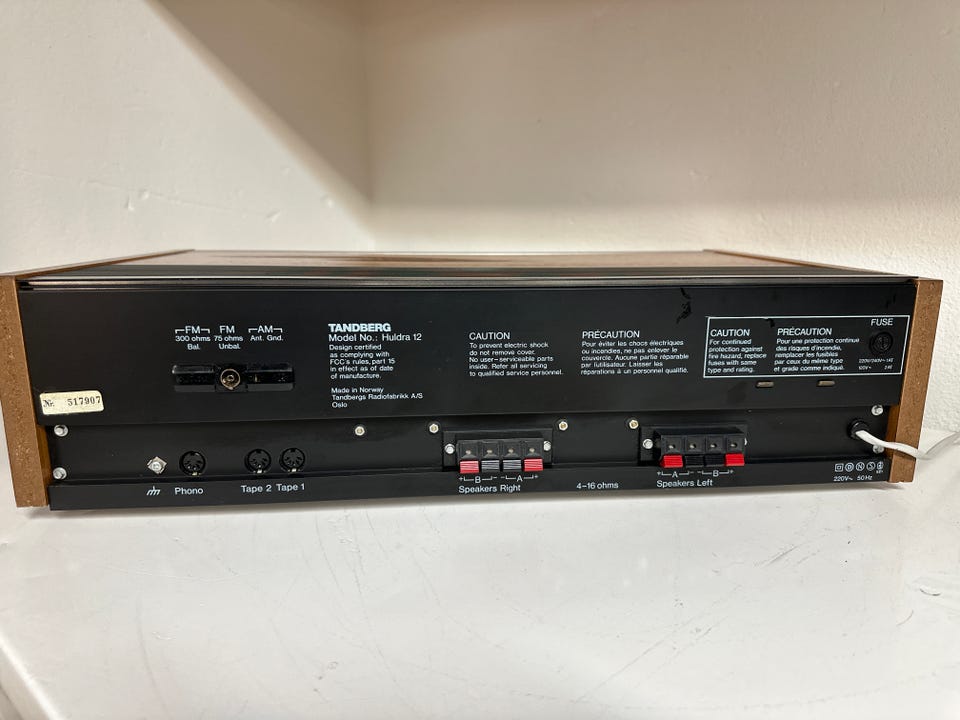 FM
300 ohms
Bal.
FM
75 ohms
Unbal.
AM
Ant. Gnd.
TANDBERG
Model No.: Huldra 12
Design certified
as complying with
FCC's rules, part 15
in effect as of date
of manufacture.
Made in Norway
Tandbergs Radiofabrikk A/S
Oslo
CAUTION
To prevent electric shock
do not remove cover.
No user-serviceable parts
inside. Refer all servicing
to qualified service personnel.
PRÉCAUTION
Pour éviter les chocs électriques
ou incendies, ne pas enlever le
couvercle. Aucune partie réparable
par l'utilisateur. Laisser les
réparations à un personnel qualifié.
CAUTION
For continued
protection against
fire hazard, replace
fuses with same
type and rating.
PRÉCAUTION
Pour une protection continue
des risques d'incendie,
remplacer les fusibles
par ceux du même type
et grade comme indiqué.
FUSE
Nr. 517907
Phono
Tape 2 Tape 1
+ B - - A +
Speakers Right
4-16 ohms
+ A - - B +
Speakers Left
D N S
220V~ 50Hz